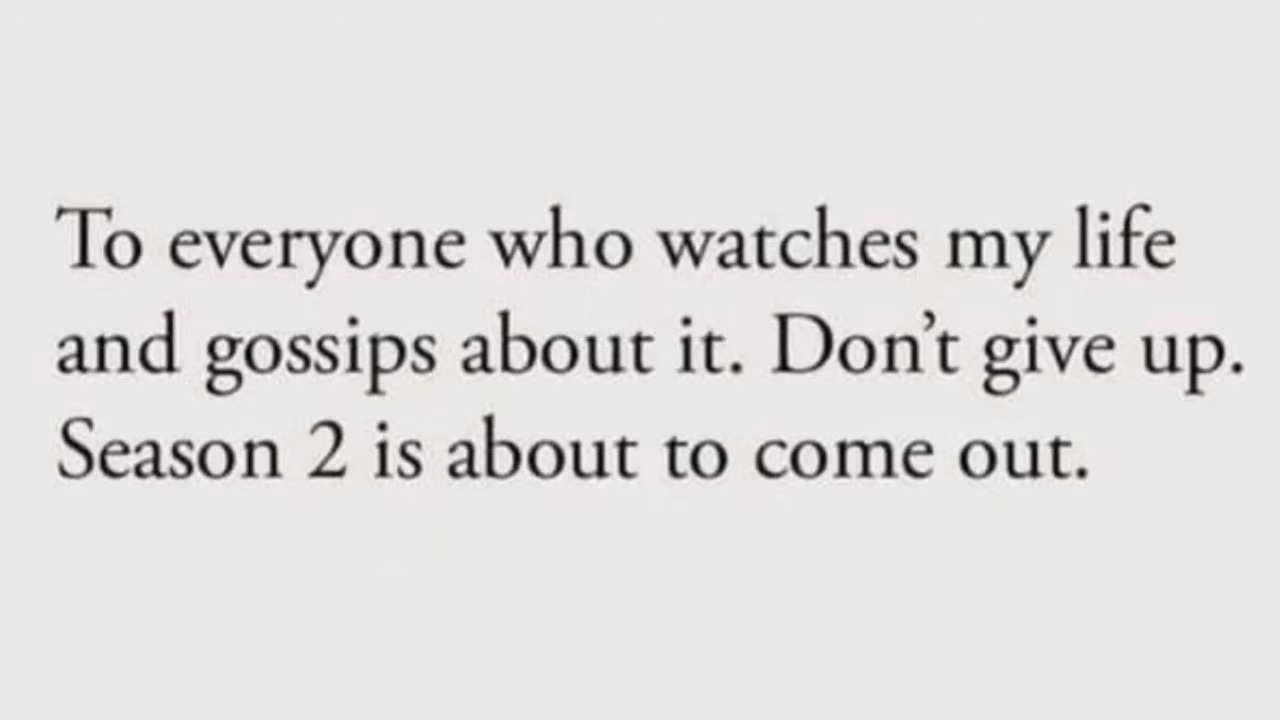 To everyone who watches my life
and gossips about it. Don’t give up.
Season 2 is about to come out.